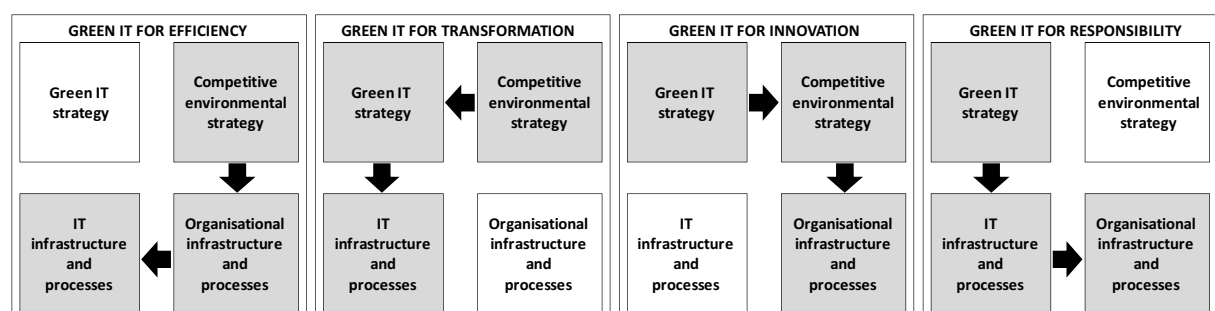 GREEN IT FOR EFFICIENCY
Green IT
strategy
Competitive
environmental
strategy
IT
infrastructure
and
processes
Organisational
infrastructure
and
processes
GREEN IT FOR TRANSFORMATION
Green IT
strategy
Competitive
environmental
strategy
IT
infrastructure
and
processes
Organisational
infrastructure
and
processes
GREEN IT FOR INNOVATION
Green IT
strategy
Competitive
environmental
strategy
IT
infrastructure
and
processes
Organisational
infrastructure
and
processes
GREEN IT FOR RESPONSIBILITY
Green IT
strategy
Competitive
environmental
strategy
IT
infrastructure
and
processes
Organisational
infrastructure
and
processes